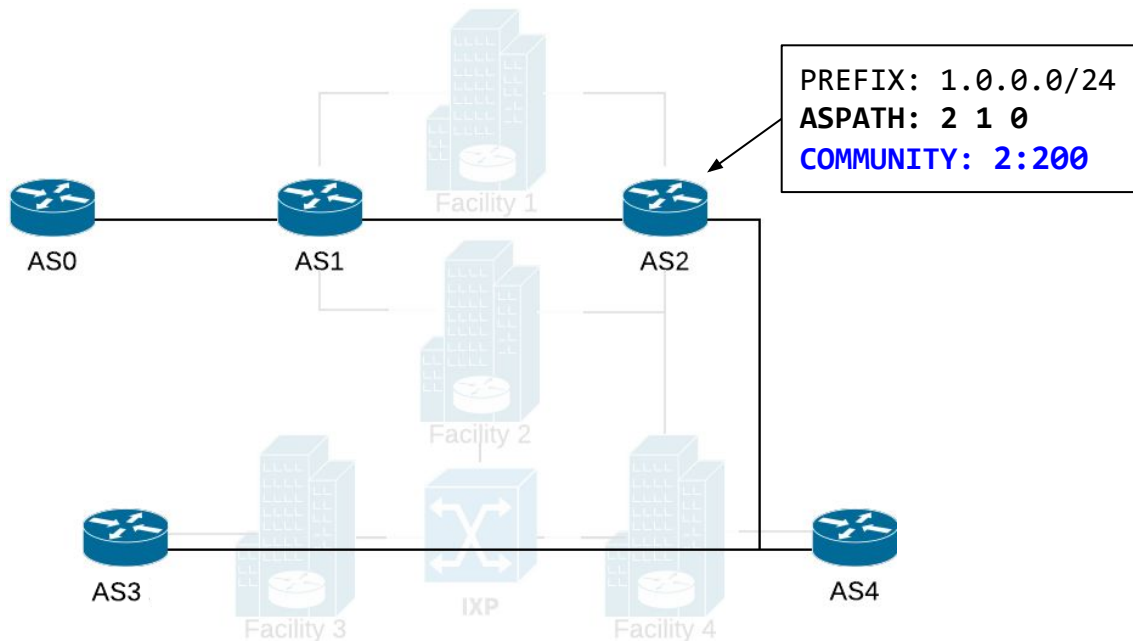 PREFIX: 1.0.0.0/24
ASPATH: 2 1 0
COMMUNITY: 2:200
Facility 1
AS0
AS1
AS2
Facility 2
AS3
IXP
AS4
Facility 3
Facility 4